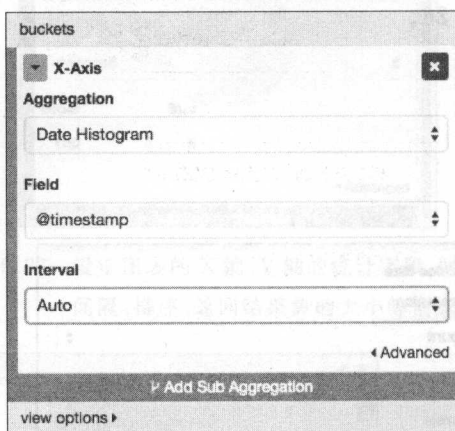 buckets
X-Axis
Aggregation
Date Histogram
Field
@timestamp
Interval
Auto
Advanced
Add Sub Aggregation
view options